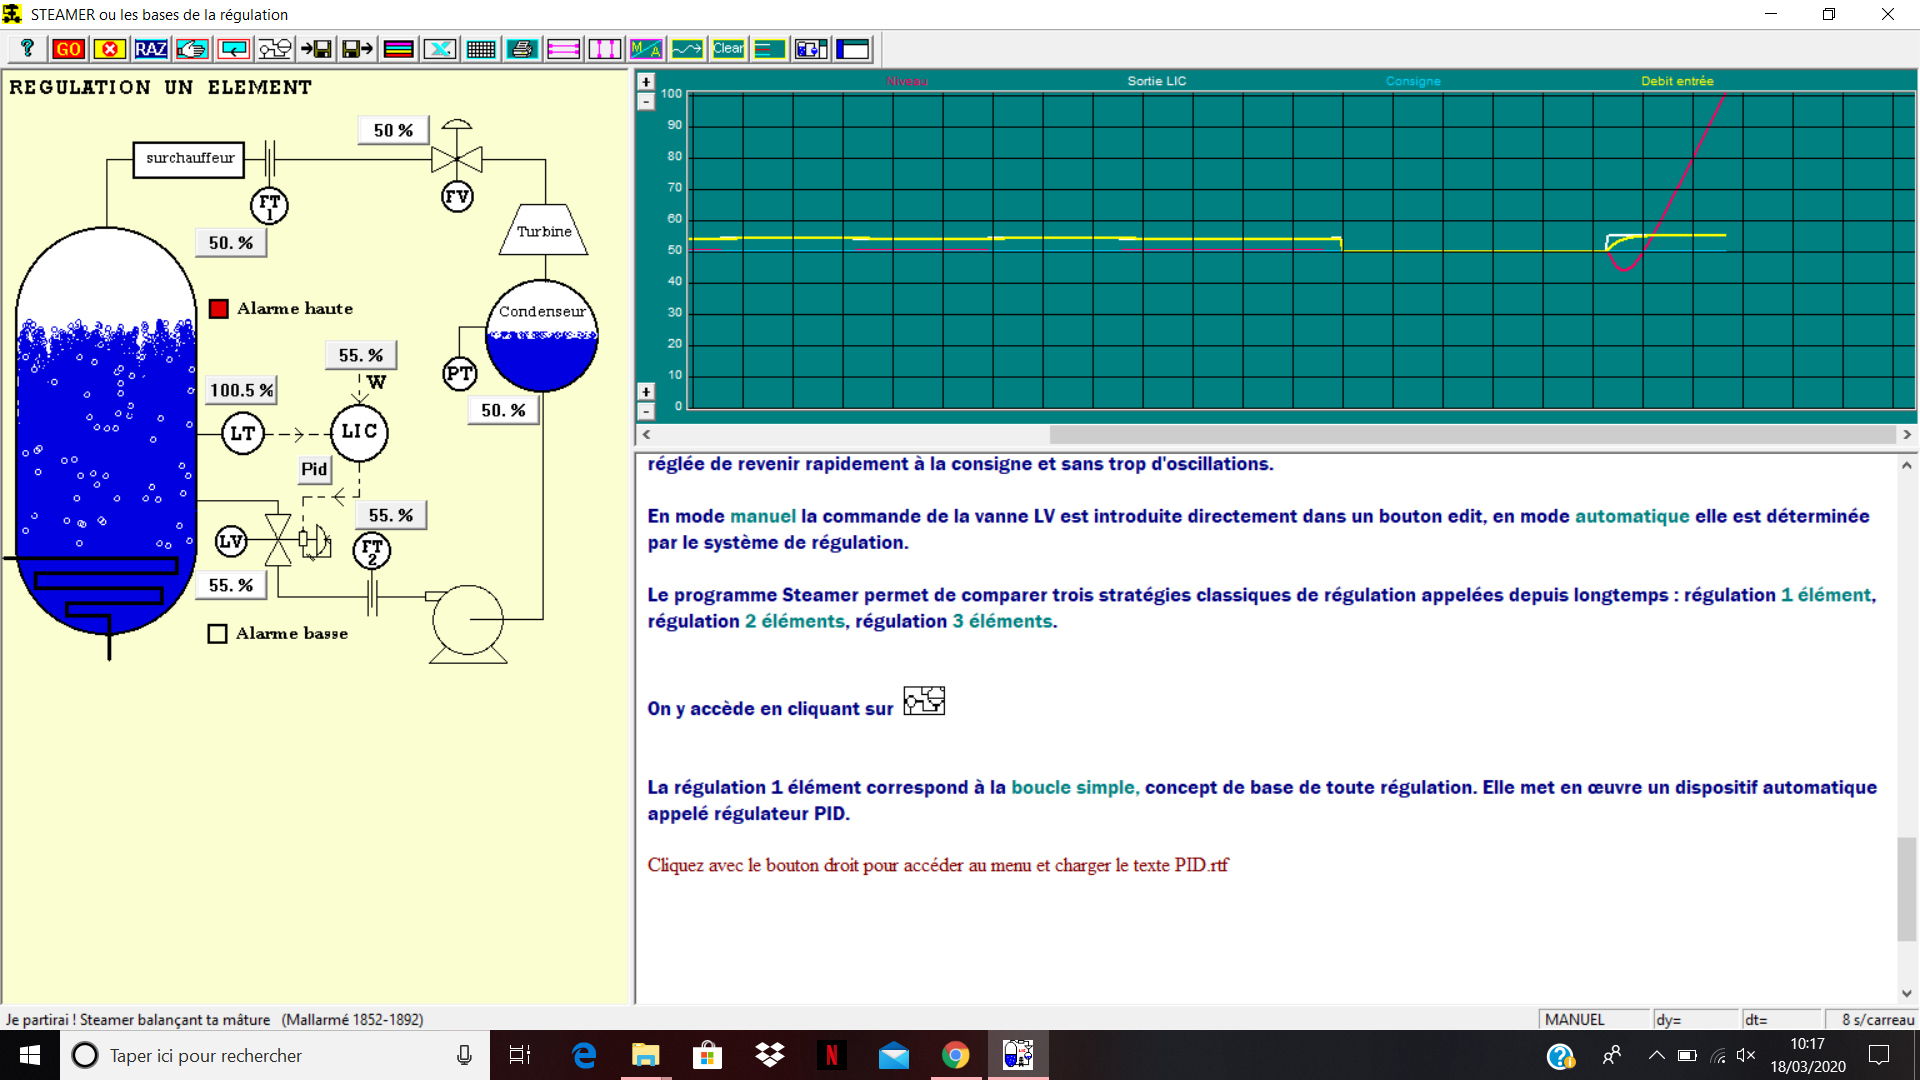 STEAMER ou les bases de la régulation
? GO RAZ M/A Clear
REGULATION UN ELEMENT
50 %
surchauffeur
FT 1
FV
50. %
Turbine
Alarme haute
Condenseur
55. %
W
PT
100.5 %
50. %
LT
LIC
Pid
55. %
LV
FT 2
55. %
Alarme basse
Niveau Sortie LIC Consigne Debit entrée
100
90
80
70
60
50
40
30
20
10
0
réglée de revenir rapidement à la consigne et sans trop d'oscillations.
En mode manuel la commande de la vanne LV est introduite directement dans un bouton edit, en mode automatique elle est déterminée
par le système de régulation.
Le programme Steamer permet de comparer trois stratégies classiques de régulation appelées depuis longtemps : régulation 1 élément,
régulation 2 éléments, régulation 3 éléments.
On y accède en cliquant sur
La régulation 1 élément correspond à la boucle simple, concept de base de toute régulation. Elle met en œuvre un dispositif automatique
appelé régulateur PID.
Cliquez avec le bouton droit pour accéder au menu et charger le texte PID.rtf
Je partirai ! Steamer balançant ta mâture (Mallarmé 1852-1892)
MANUEL dy= dt= 8 s/carreau
Taper ici pour rechercher
10:17
18/03/2020